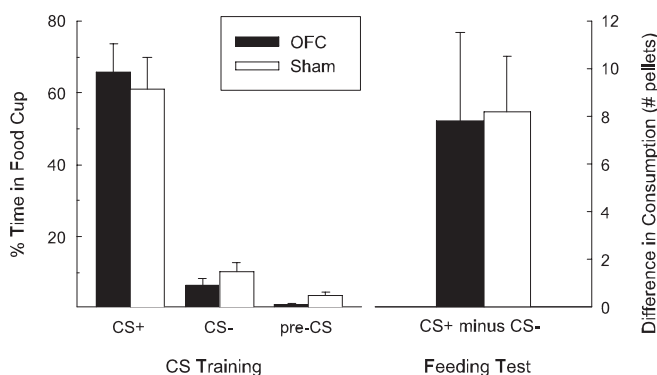 80
60
40
20
% Time in Food Cup
OFC
Sham
12
10
8
6
4
2
0
Difference in Consumption (# pellets)
CS+
CS-
pre-CS
CS+ minus CS-
CS Training
Feeding Test